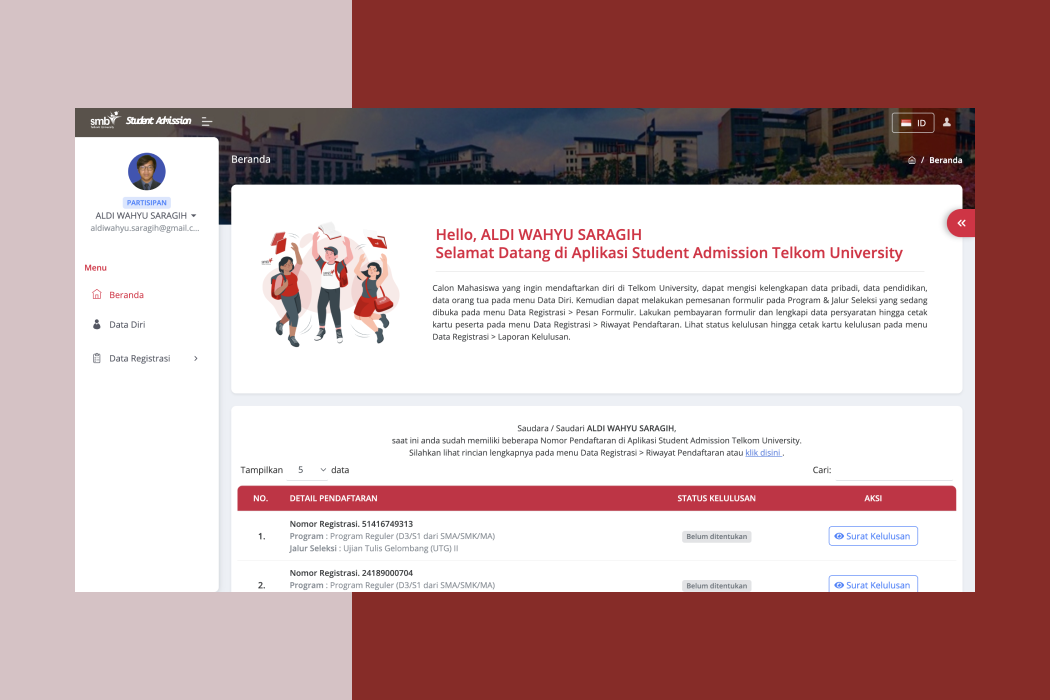 smb Student Admission
Telkom University
ID
Beranda
/ Beranda
PARTISIPAN
ALDI WAHYU SARAGIH
aldiwahyu.saragih@gmail.c...
Menu
Beranda
Data Diri
Data Registrasi
Hello, ALDI WAHYU SARAGIH
Selamat Datang di Aplikasi Student Admission Telkom University
Calon Mahasiswa yang ingin mendaftarkan diri di Telkom University, dapat mengisi kelengkapan data pribadi, data pendidikan,
data orang tua pada menu Data Diri. Kemudian dapat melakukan pemesanan formulir pada Program & Jalur Seleksi yang sedang
dibuka pada menu Data Registrasi > Pesan Formulir. Lakukan pembayaran formulir dan lengkapi data persyaratan hingga cetak
kartu peserta pada menu Data Registrasi > Riwayat Pendaftaran. Lihat status kelulusan hingga cetak kartu kelulusan pada menu
Data Registrasi > Laporan Kelulusan.
Saudara / Saudari ALDI WAHYU SARAGIH,
saat ini anda sudah memiliki beberapa Nomor Pendaftaran di Aplikasi Student Admission Telkom University.
Silahkan lihat rincian lengkapnya pada menu Data Registrasi > Riwayat Pendaftaran atau klik disini .
Tampilkan 5 data
Cari:
NO. DETAIL PENDAFTARAN STATUS KELULUSAN AKSI
Nomor Registrasi. 51416749313
1. Program : Program Reguler (D3/S1 dari SMA/SMK/MA) Belum ditentukan Surat Kelulusan
Jalur Seleksi : Ujian Tulis Gelombang (UTG) II
Nomor Registrasi. 24189000704
2. Program : Program Reguler (D3/S1 dari SMA/SMK/MA) Belum ditentukan Surat Kelulusan